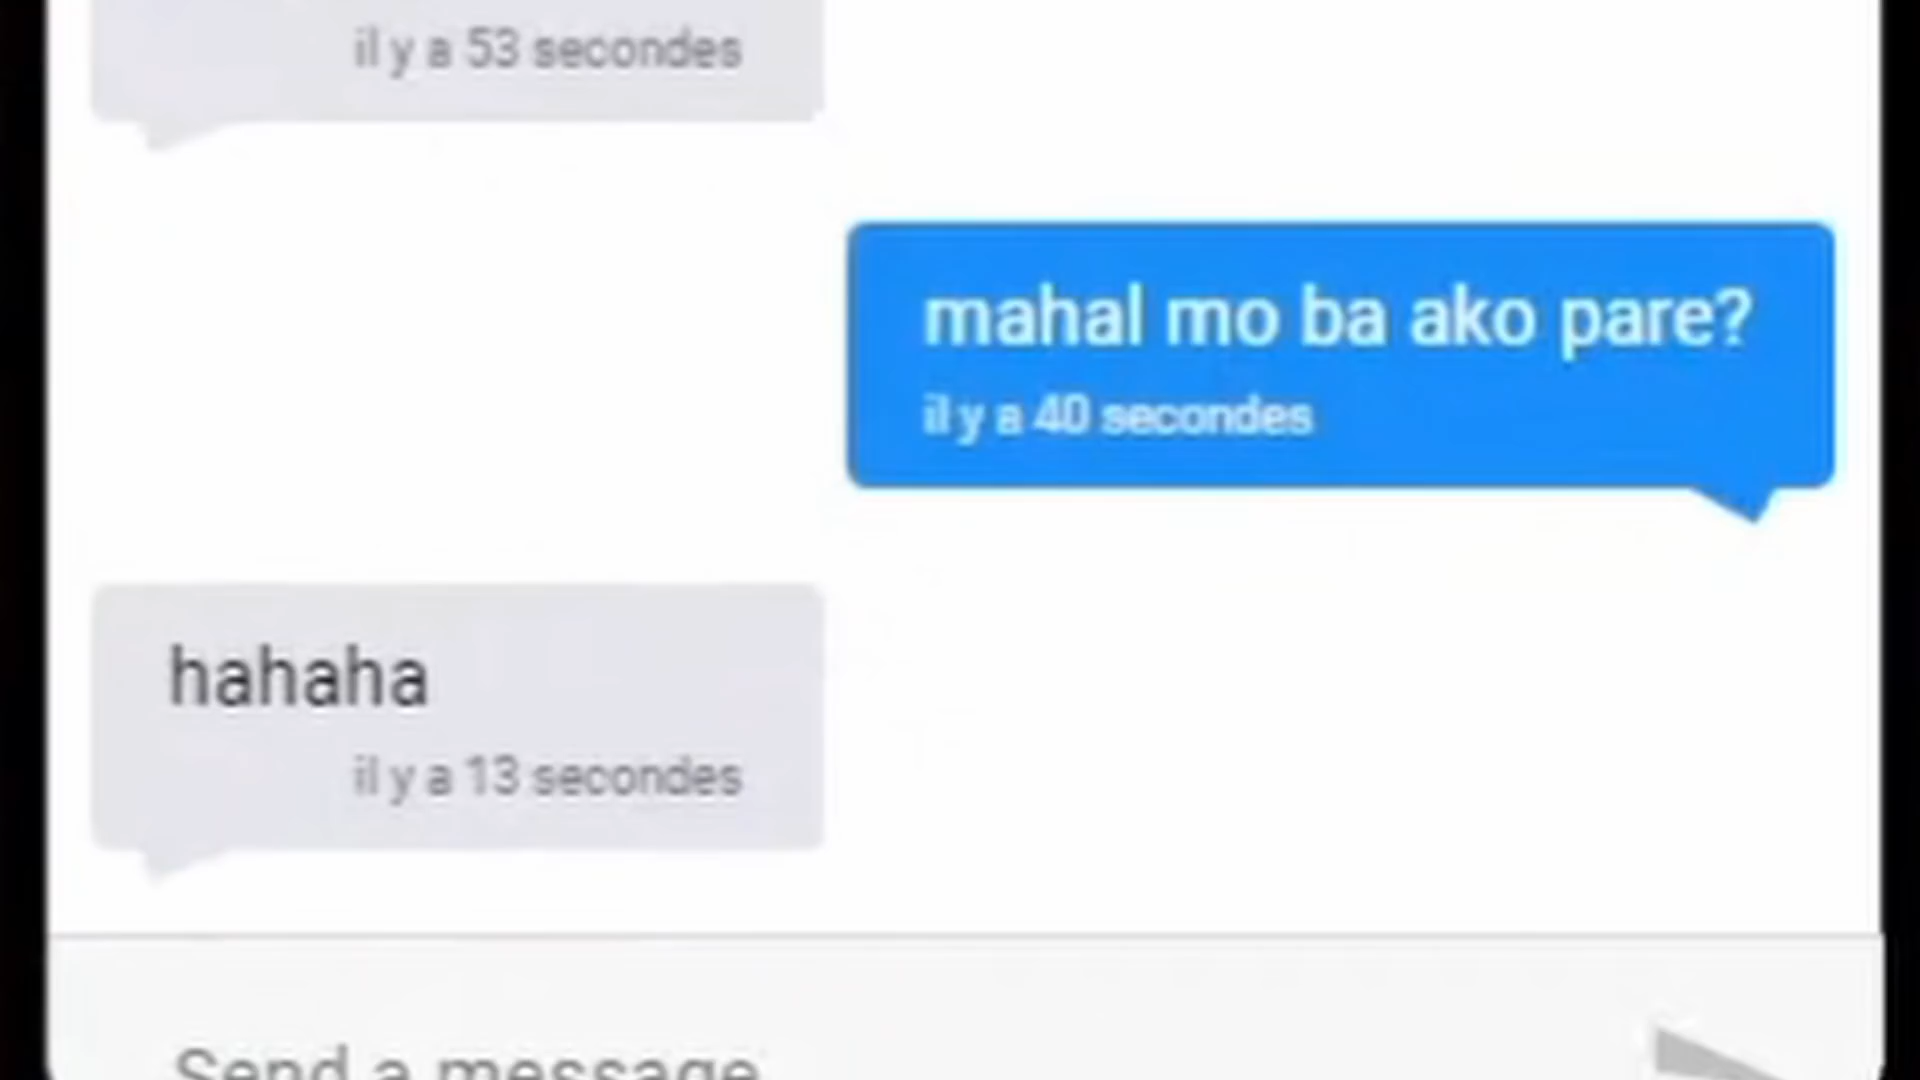 il y a 53 secondes
mahal mo ba ako pare?
il y a 40 secondes
hahaha
il y a 13 secondes
Send a message